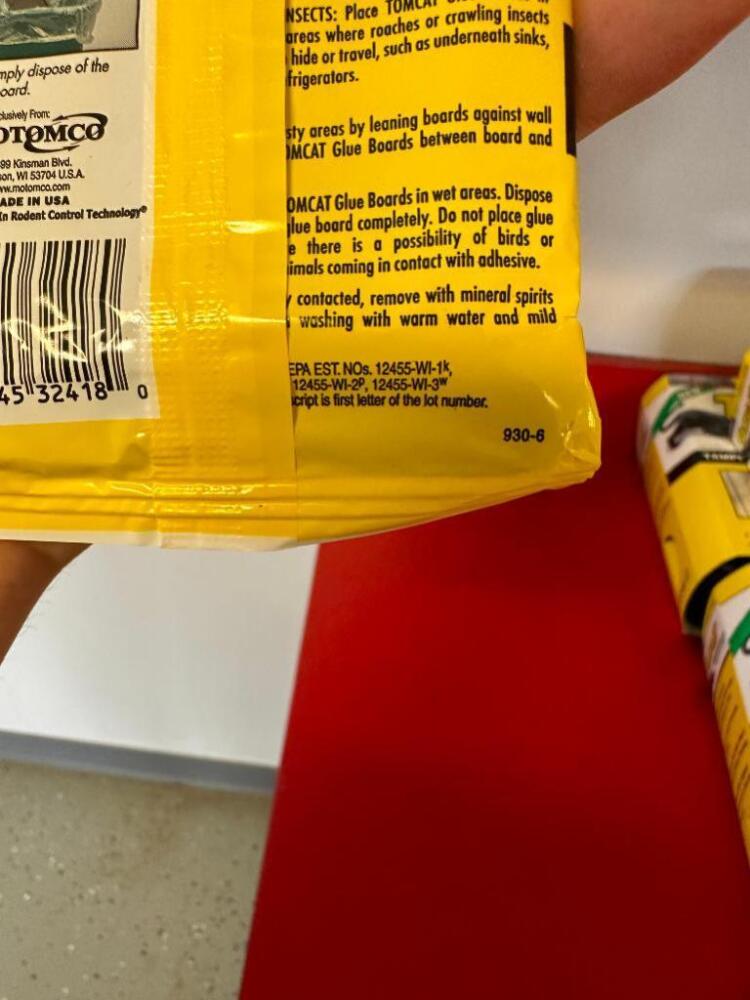 mply dispose of the
oard.
clusively From:
OTOMCO
99 Kinsman Blvd.
son, WI 53704 U.S.A.
ww.motomco.com
ADE IN USA
In Rodent Control Technology®
45 32418 0
NSECTS: Place TOMCAT
areas where roaches or crawling insects
hide or travel, such as underneath sinks,
frigerators.
sty areas by leaning boards against wall
OMCAT Glue Boards between board and
OMCAT Glue Boards in wet areas. Dispose
glue board completely. Do not place glue
e there is a possibility of birds or
imals coming in contact with adhesive.
y contacted, remove with mineral spirits
washing with warm water and mild
EPA EST. NOs. 12455-WI-1k,
12455-WI-2P, 12455-WI-3w
cript is first letter of the lot number.
930-6